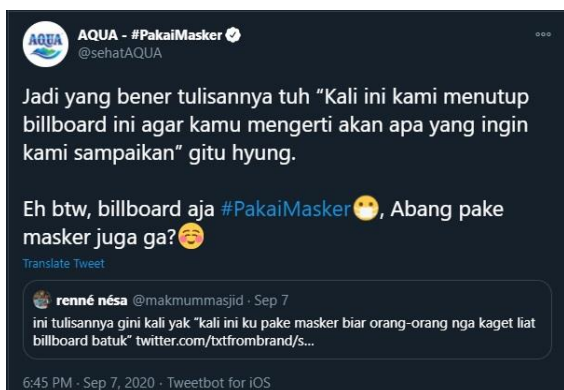 AQUA
AQUA - #PakaiMasker
@sehatAQUA
Jadi yang bener tulisannya tuh “Kali ini kami menutup
billboard ini agar kamu mengerti akan apa yang ingin
kami sampaikan” gitu hyung.
Eh btw, billboard aja #PakaiMasker😷, Abang pake
masker juga ga?☺️
Translate Tweet
renné nésa @makmummasjid · Sep 7
ini tulisannya gini kali yak “kali ini ku pake masker biar orang-orang nga kaget liat
billboard batuk” twitter.com/txtfrombrand/s...
6:45 PM · Sep 7, 2020 · Tweetbot for iOS